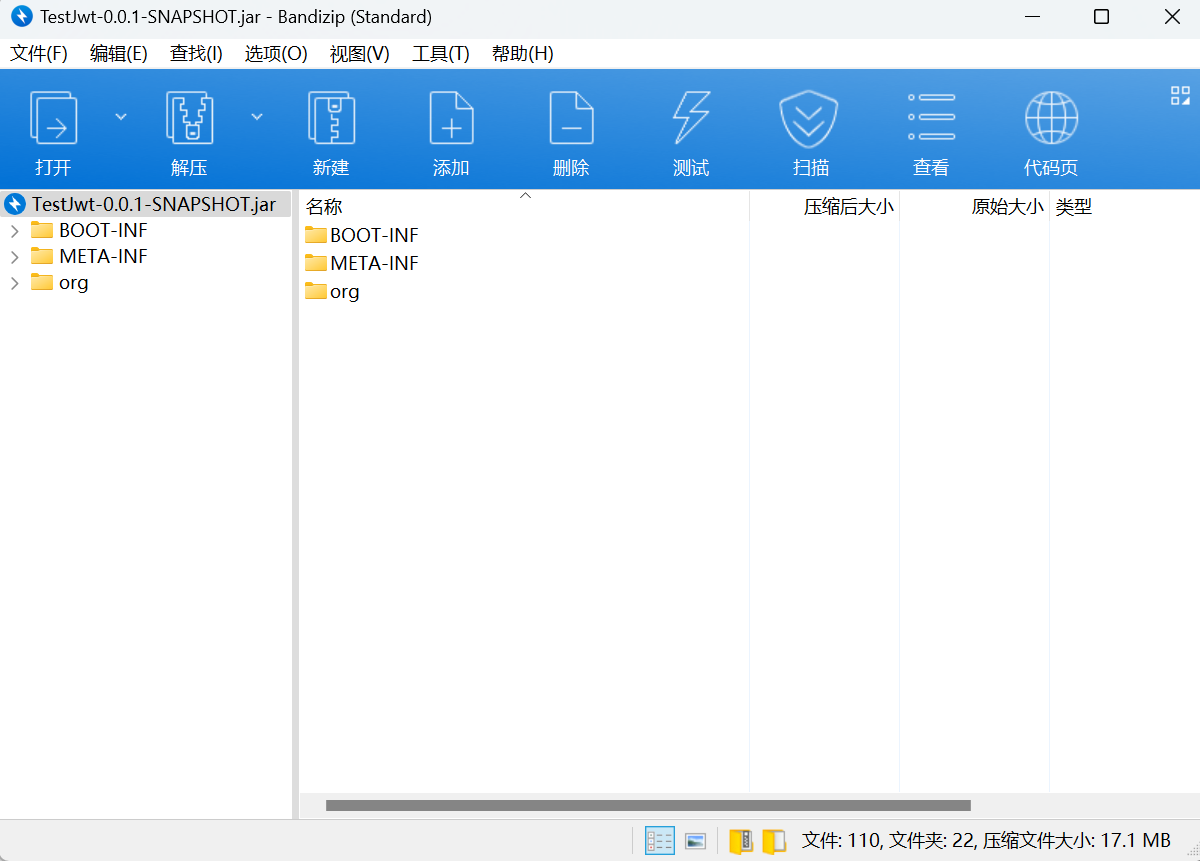 TestJwt-0.0.1-SNAPSHOT.jar - Bandizip (Standard)
文件(F) 编辑(E) 查找(I) 选项(O) 视图(V) 工具(T) 帮助(H)
打开 解压 新建 添加 删除 测试 扫描 查看 代码页
TestJwt-0.0.1-SNAPSHOT.jar
BOOT-INF
META-INF
org
名称 压缩后大小 原始大小 类型
BOOT-INF
META-INF
org
文件: 110, 文件夹: 22, 压缩文件大小: 17.1 MB